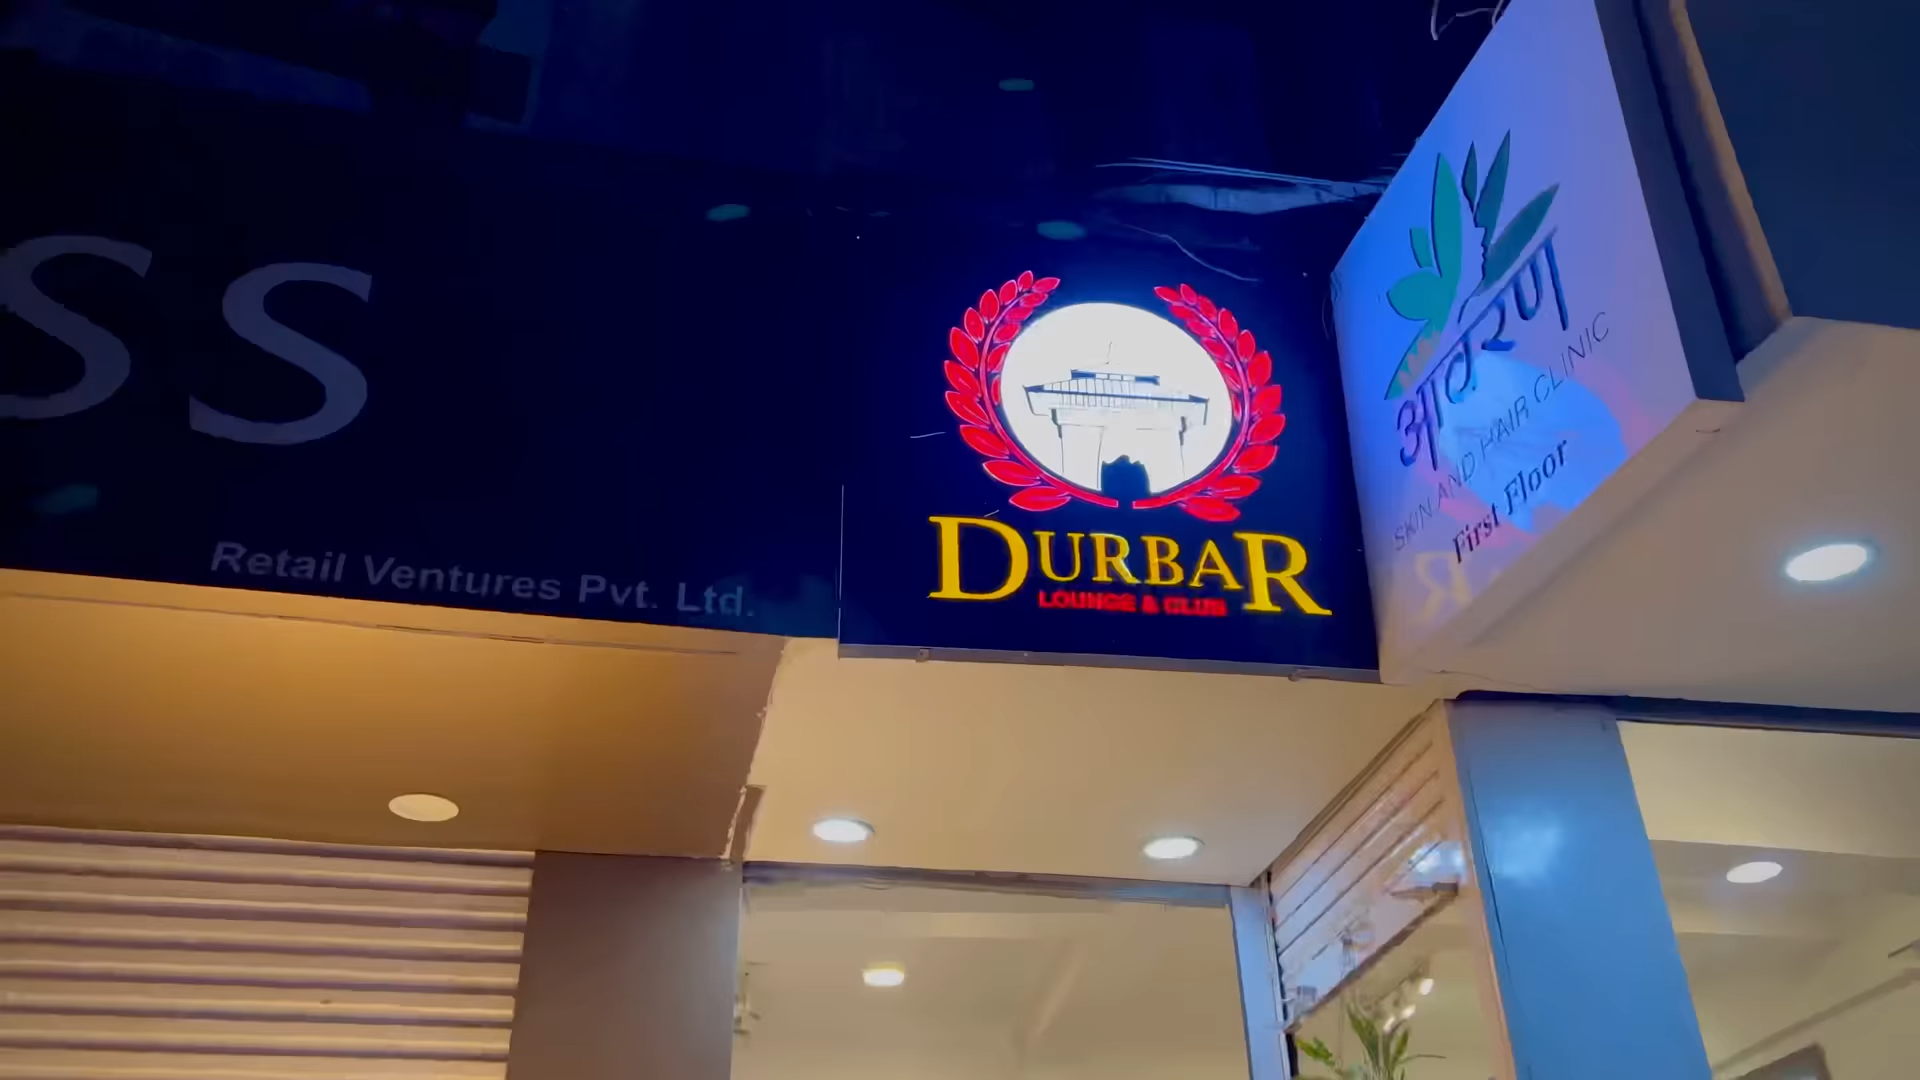 SS
Retail Ventures Pvt. Ltd.
DURBAR
LOUNGE & CLUB
आवरण
SKIN AND HAIR CLINIC
First Floor